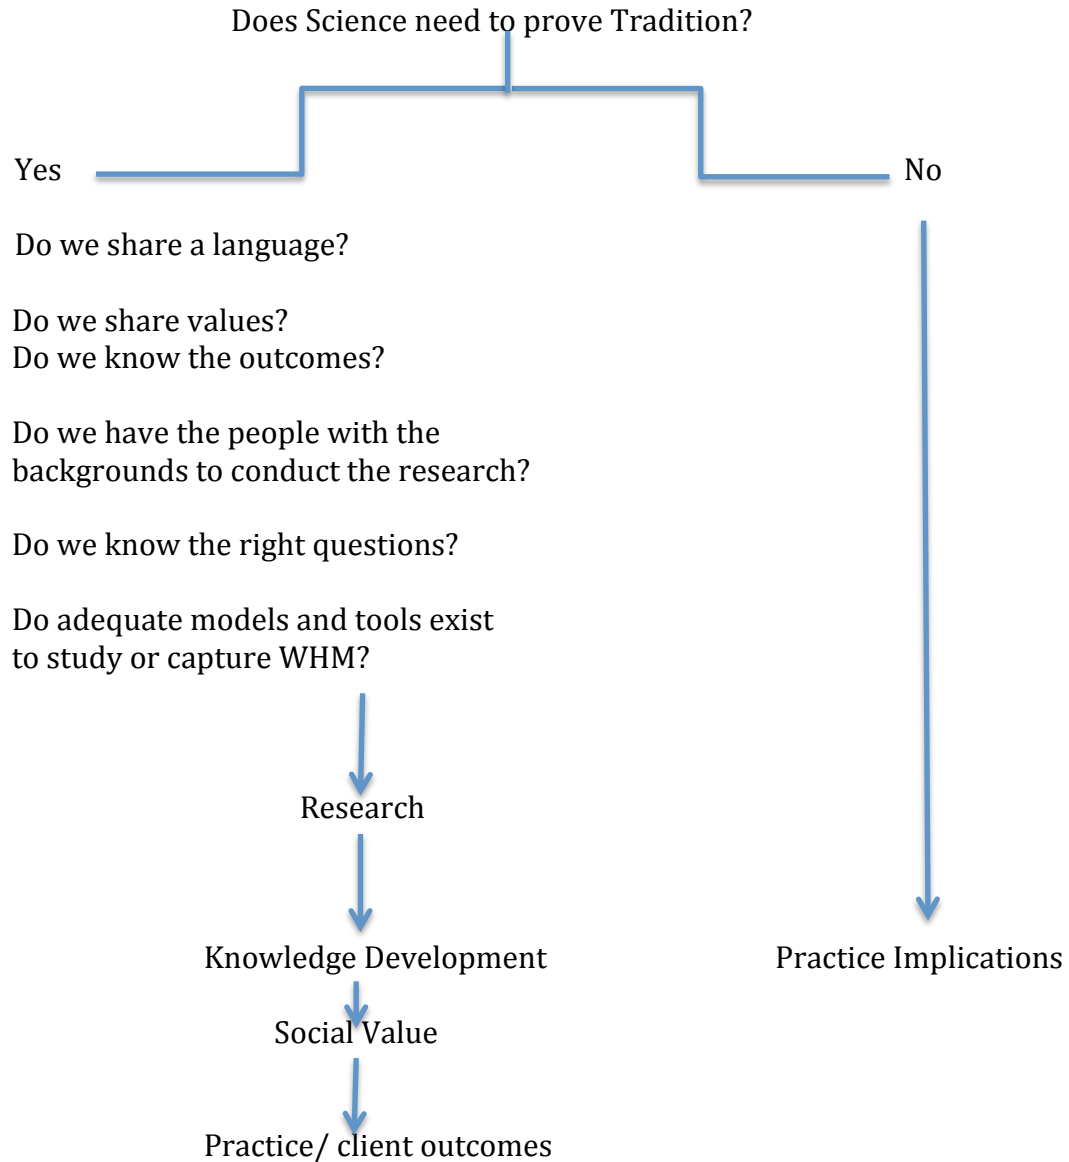 Does Science need to prove Tradition?
Yes
No
Do we share a language?
Do we share values?
Do we know the outcomes?
Do we have the people with the
backgrounds to conduct the research?
Do we know the right questions?
Do adequate models and tools exist
to study or capture WHM?
Research
Knowledge Development
Practice Implications
Social Value
Practice/ client outcomes